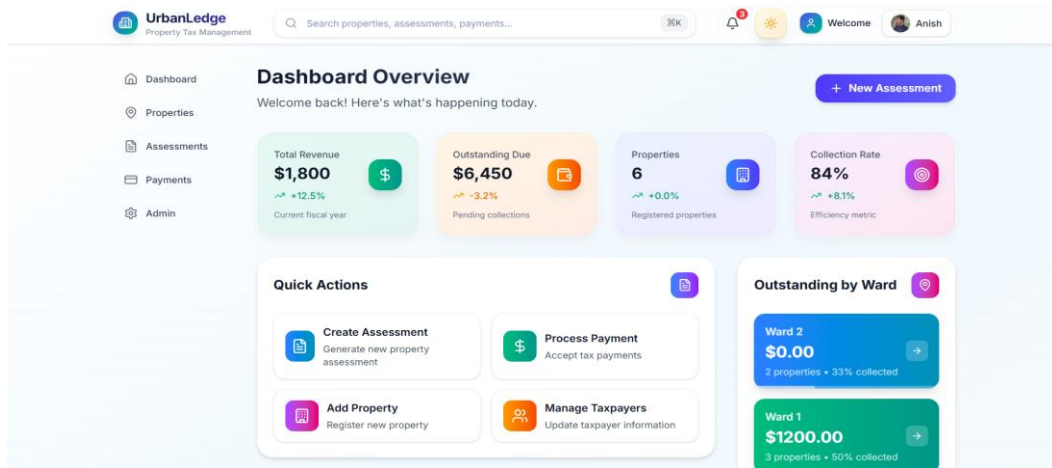 UrbanLedge
Property Tax Management
Search properties, assessments, payments...
⌘K
3
Welcome
Anish
Dashboard
Properties
Assessments
Payments
Admin
Dashboard Overview
Welcome back! Here's what's happening today.
+ New Assessment
Total Revenue
$1,800
$
+12.5%
Current fiscal year
Outstanding Due
$6,450
-3.2%
Pending collections
Properties
6
+0.0%
Registered properties
Collection Rate
84%
+8.1%
Efficiency metric
Quick Actions
Create Assessment
Generate new property
assessment
$
Process Payment
Accept tax payments
Add Property
Register new property
Manage Taxpayers
Update taxpayer information
Outstanding by Ward
Ward 2
$0.00
2 properties • 33% collected
Ward 1
$1200.00
3 properties • 50% collected